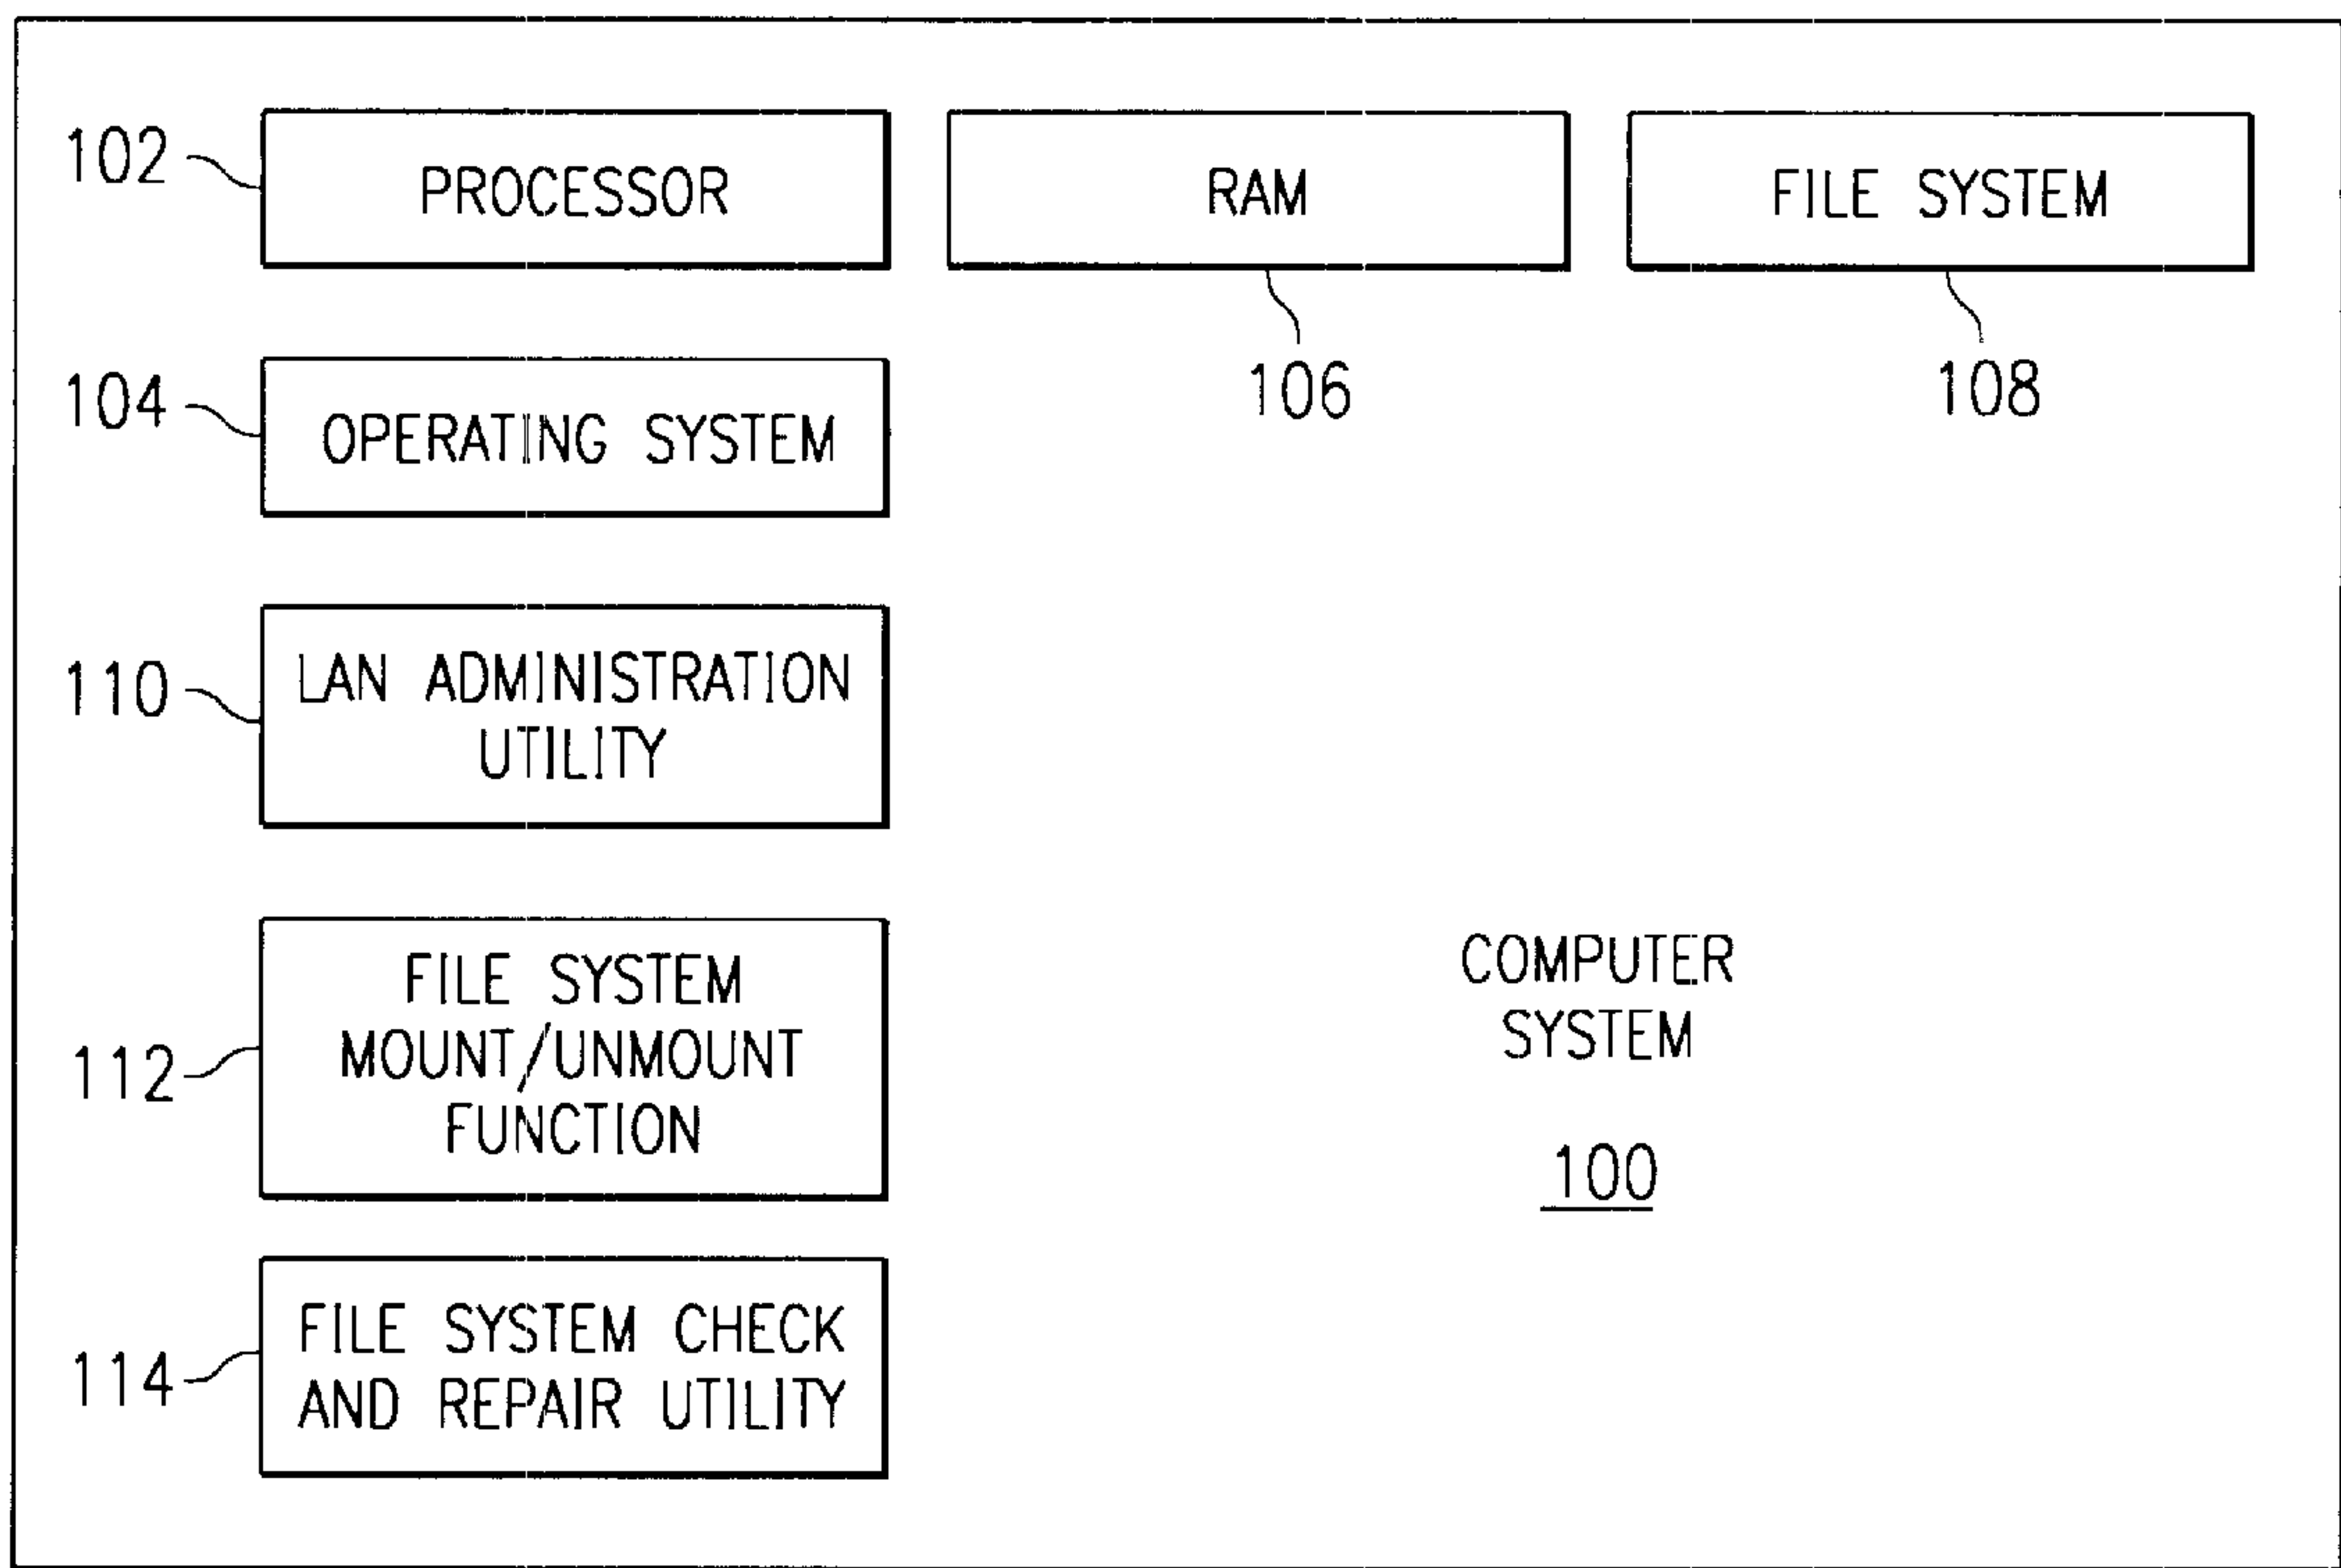 102
PROCESSOR
RAM
FILE SYSTEM
106
108
104
OPERATING SYSTEM
110
LAN ADMINISTRATION
UTILITY
112
FILE SYSTEM
MOUNT/UNMOUNT
FUNCTION
COMPUTER
SYSTEM
100
114
FILE SYSTEM CHECK
AND REPAIR UTILITY